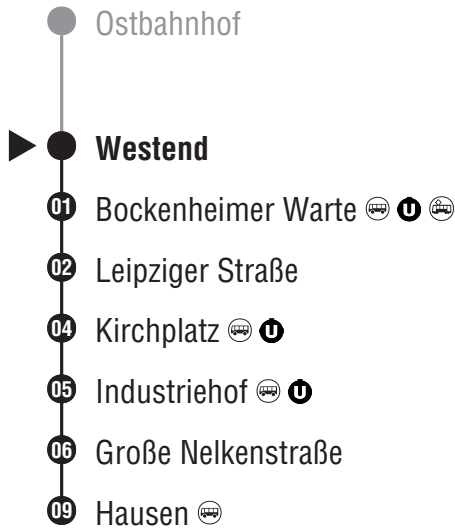 Ostbahnhof
Westend
01 Bockenheimer Warte U
02 Leipziger Straße
04 Kirchplatz U
05 Industriehof U
06 Große Nelkenstraße
09 Hausen